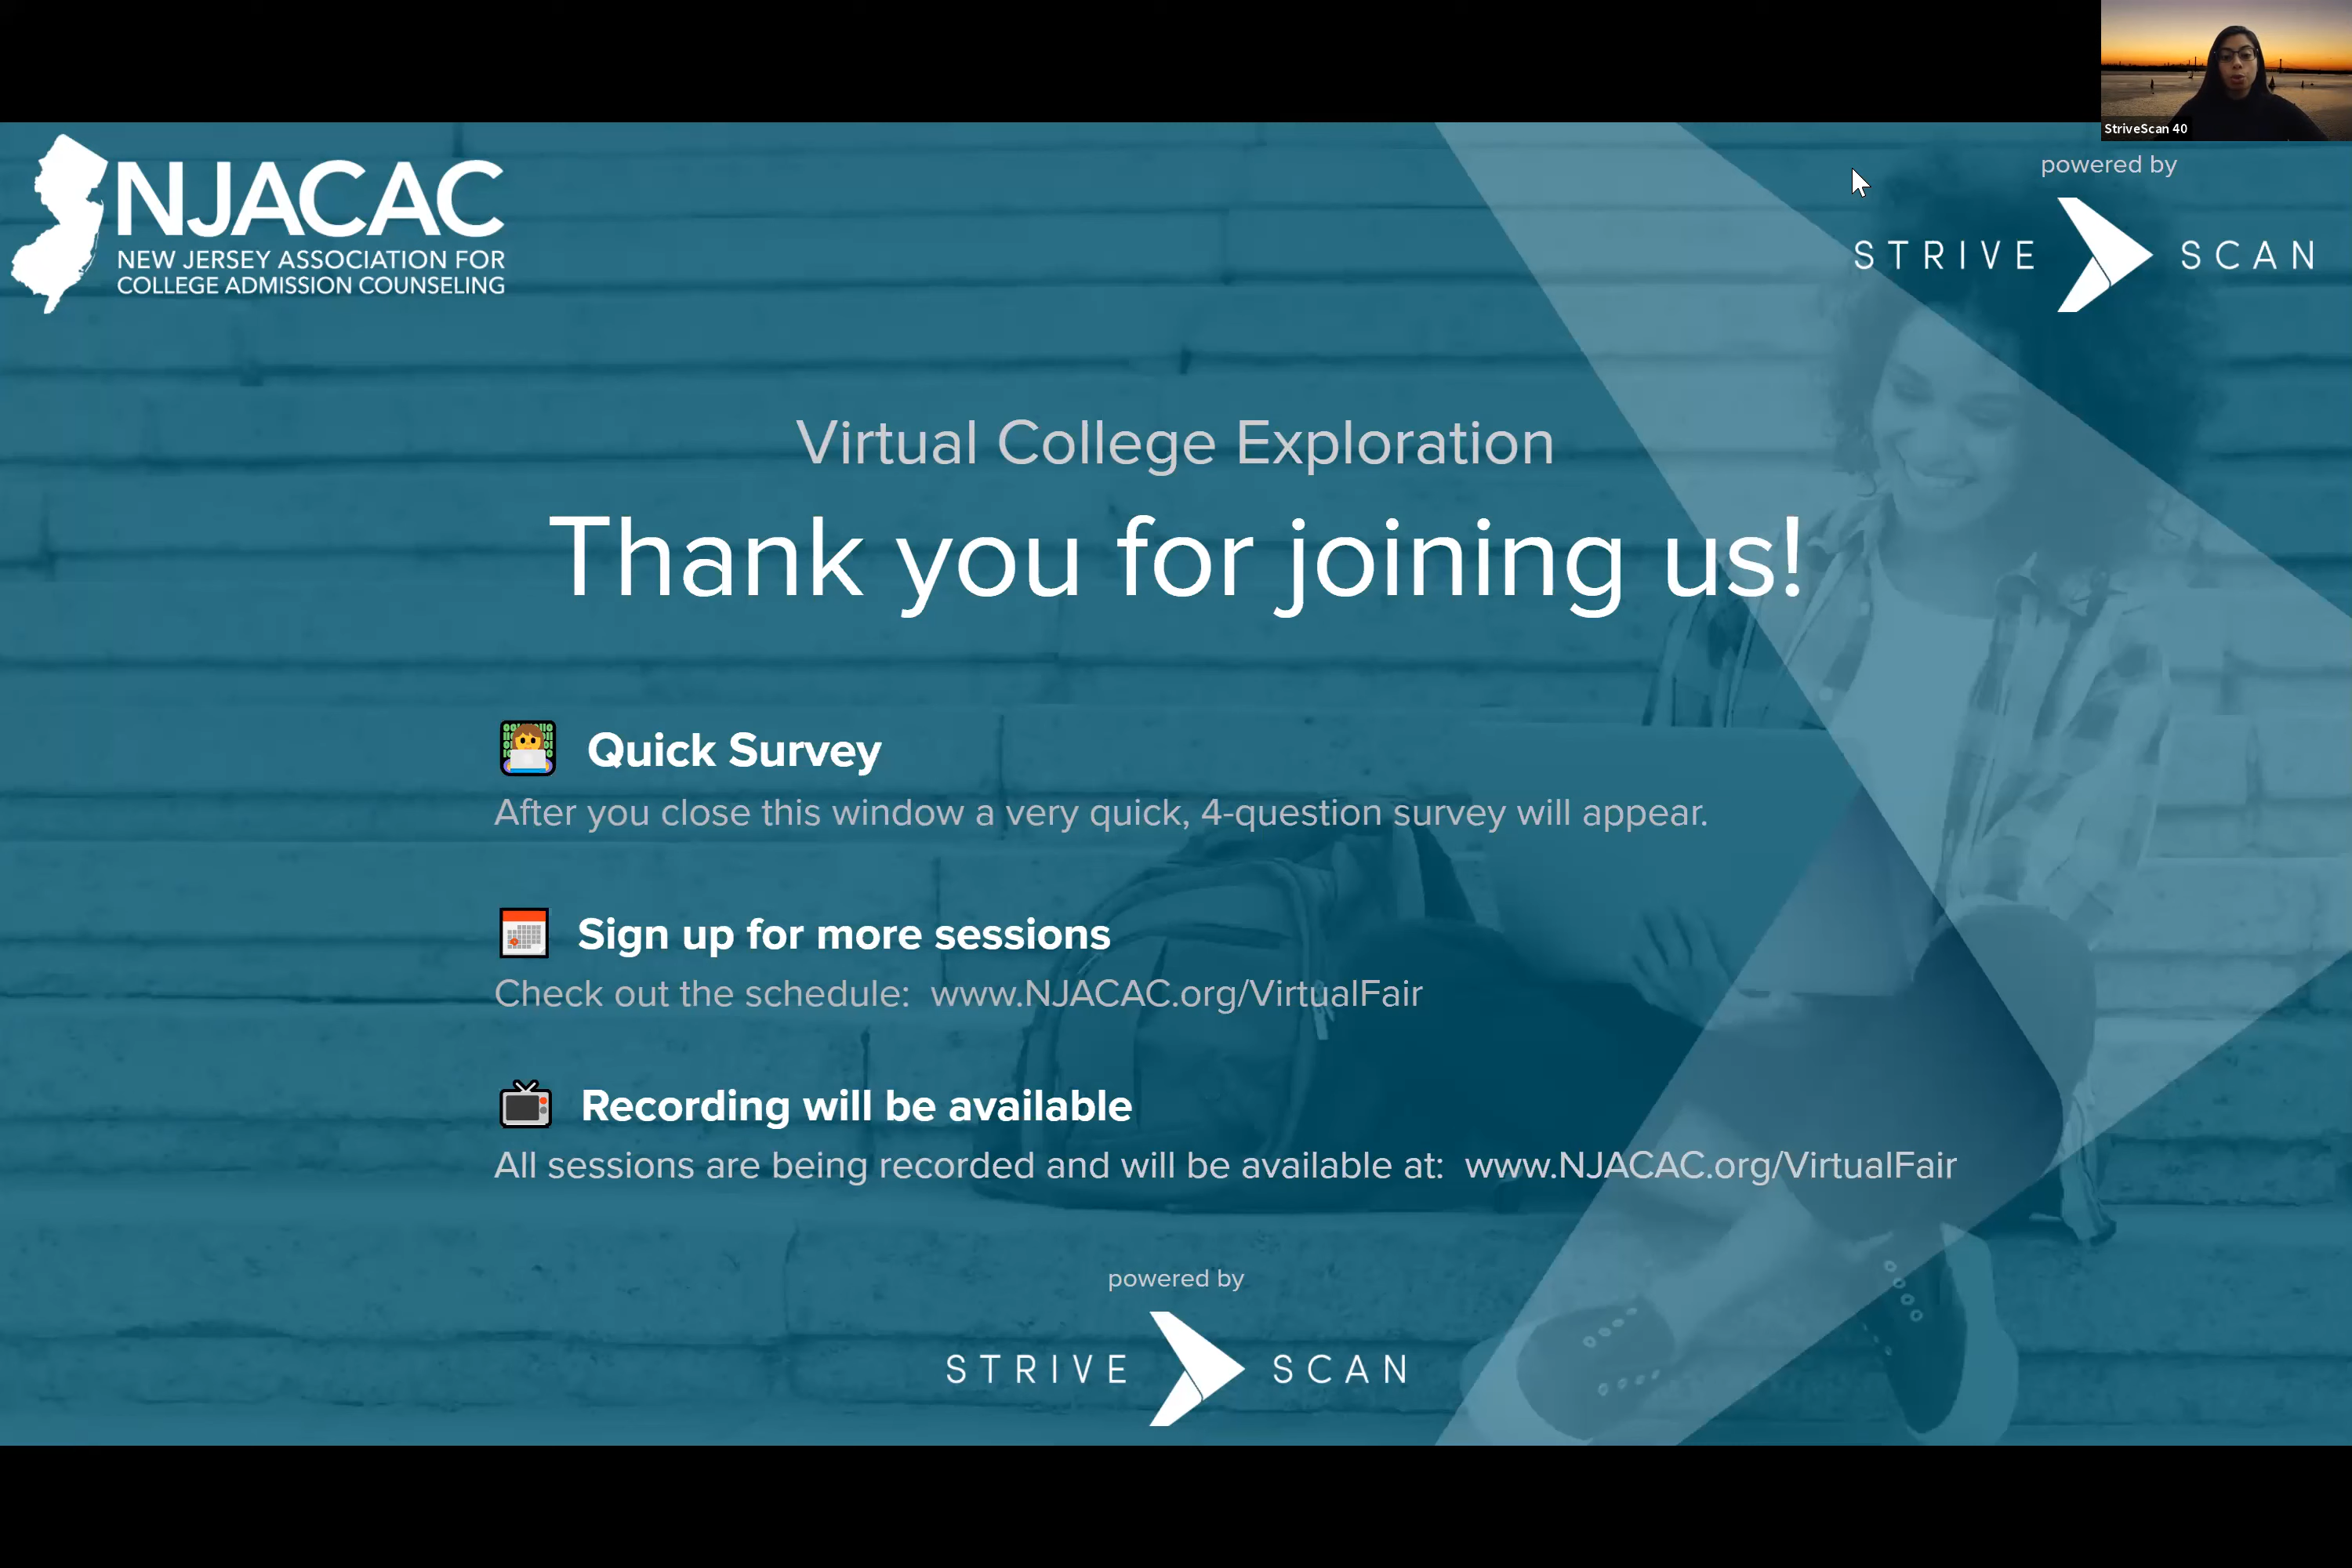 StriveScan 40
NJACAC
NEW JERSEY ASSOCIATION FOR
COLLEGE ADMISSION COUNSELING
powered by
STRIVE SCAN
Virtual College Exploration
Thank you for joining us!
Quick Survey
After you close this window a very quick, 4-question survey will appear.
Sign up for more sessions
Check out the schedule: www.NJACAC.org/VirtualFair
Recording will be available
All sessions are being recorded and will be available at: www.NJACAC.org/VirtualFair
powered by
STRIVE SCAN